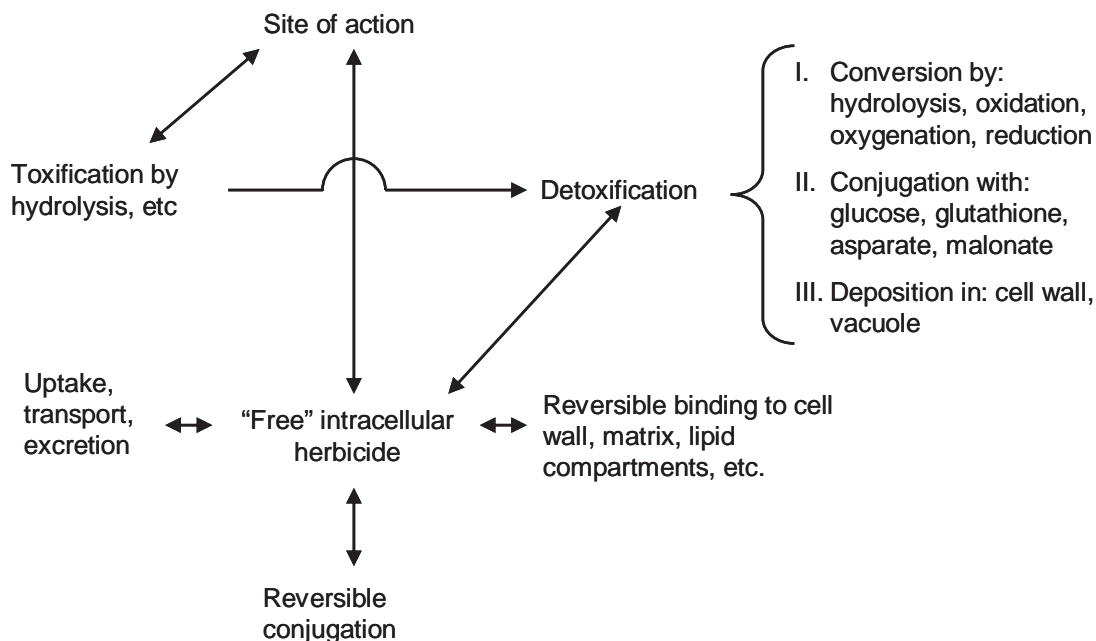 Site of action
Toxification by
hydrolysis, etc
Detoxification
I. Conversion by:
hydroloysis, oxidation,
oxygenation, reduction
II. Conjugation with:
glucose, glutathione,
asparate, malonate
III. Deposition in: cell wall,
vacuole
Uptake,
transport,
excretion
“Free” intracellular
herbicide
Reversible binding to cell
wall, matrix, lipid
compartments, etc.
Reversible
conjugation